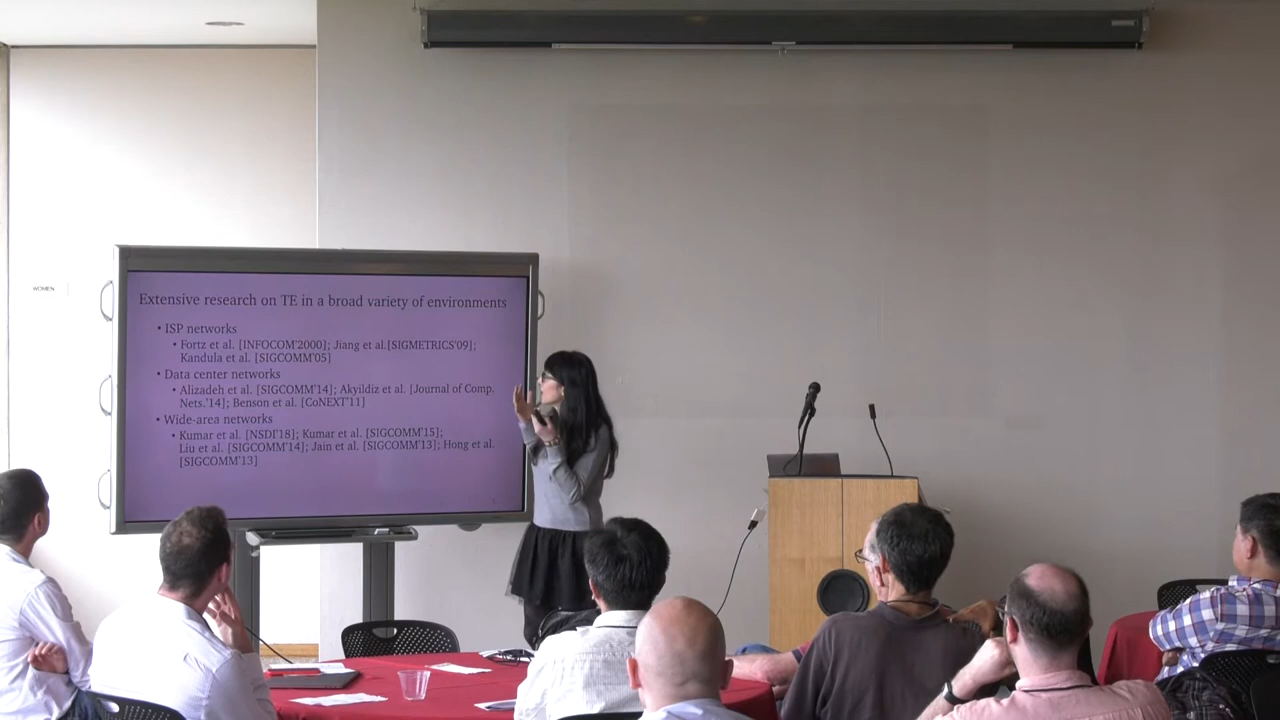 WOMEN
Extensive research on TE in a broad variety of environments
• ISP networks
• Fortz et al. [INFOCOM'2000]; Jiang et al.[SIGMETRICS'09];
Kandula et al. [SIGCOMM'05]
• Data center networks
• Alizadeh et al. [SIGCOMM'14]; Akyildiz et al. [Journal of Comp.
Nets.'14]; Benson et al. [CoNEXT'11]
• Wide-area networks
• Kumar et al. [NSDI'18]; Kumar et al. [SIGCOMM'15];
Liu et al. [SIGCOMM'14]; Jain et al. [SIGCOMM'13]; Hong et al.
[SIGCOMM'13]